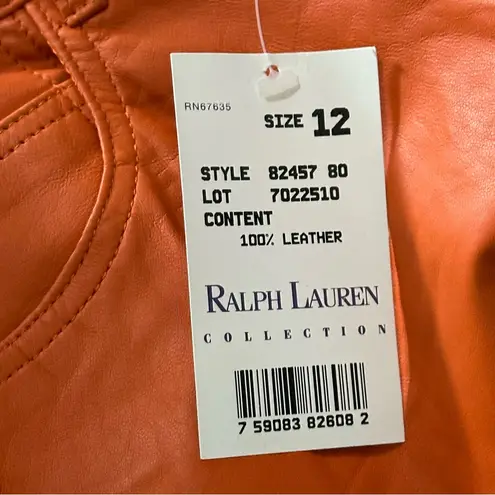 RN67635
SIZE 12
STYLE 82457 80
LOT 7022510
CONTENT
100% LEATHER
RALPH LAUREN
COLLECTION
7 59083 82608 2